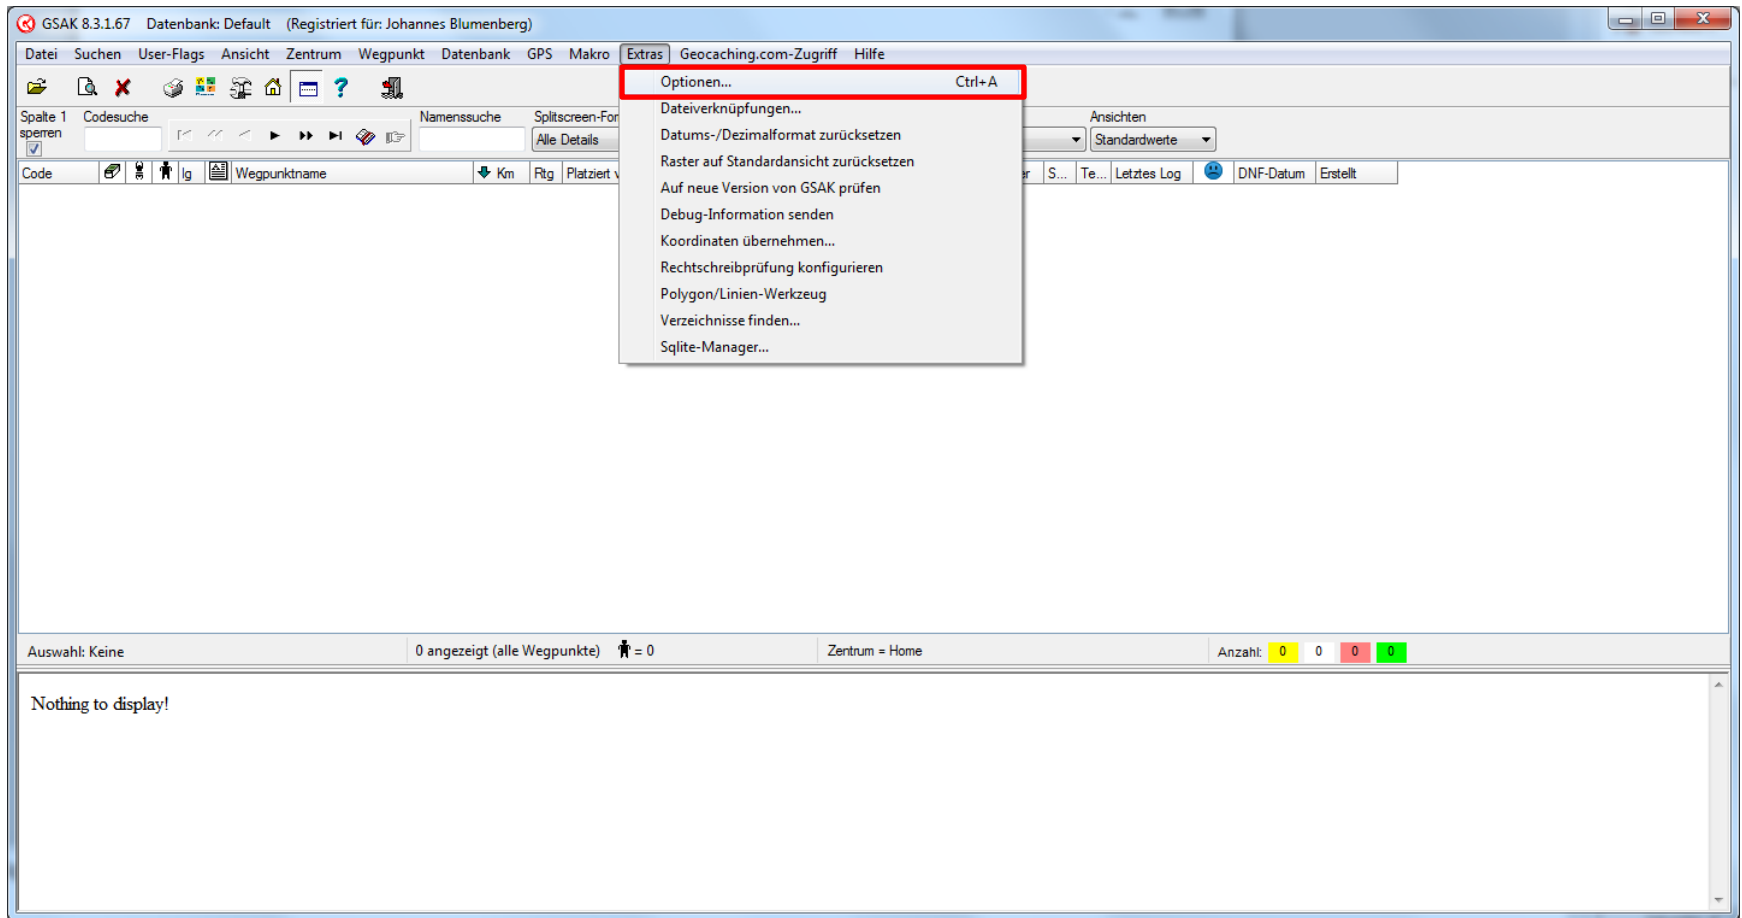 GSAK 8.3.1.67 Datenbank: Default (Registriert für: Johannes Blumenberg)
Datei Suchen User-Flags Ansicht Zentrum Wegpunkt Datenbank GPS Makro Extras Geocaching.com-Zugriff Hilfe
Optionen... Ctrl+A
Dateiverknüpfungen...
Datums-/Dezimalformat zurücksetzen
Raster auf Standardansicht zurücksetzen
Auf neue Version von GSAK prüfen
Debug-Information senden
Koordinaten übernehmen...
Rechtschreibprüfung konfigurieren
Polygon/Linien-Werkzeug
Verzeichnisse finden...
Sqlite-Manager...
Spalte 1 sperren
Codesuche
Namenssuche
Splitscreen-For
Alle Details
Ansichten
Standardwerte
Code Ig Wegpunktname Km Rtg Platziert S... Te... Letztes Log DNF-Datum Erstellt
Auswahl: Keine 0 angezeigt (alle Wegpunkte) = 0 Zentrum = Home Anzahl: 0 0 0 0
Nothing to display!